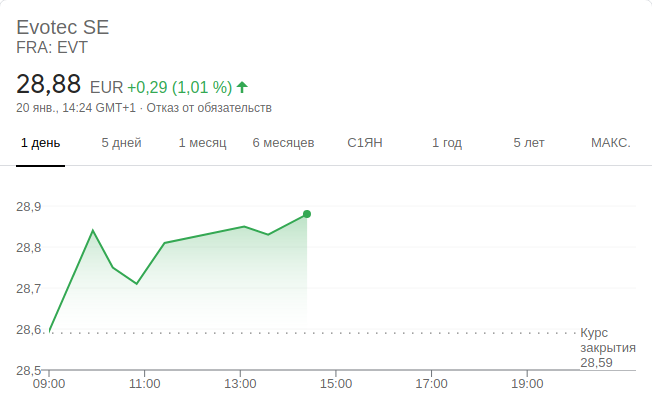 Evotec SE
FRA: EVT
28,88 EUR +0,29 (1,01 %)
20 янв., 14:24 GMT+1 · Отказ от обязательств
1 день 5 дней 1 месяц 6 месяцев С1ЯН 1 год 5 лет МАКС.
28,9
28,8
28,7
28,6
Курс
закрытия
28,59
28,5
09:00 11:00 13:00 15:00 17:00 19:00